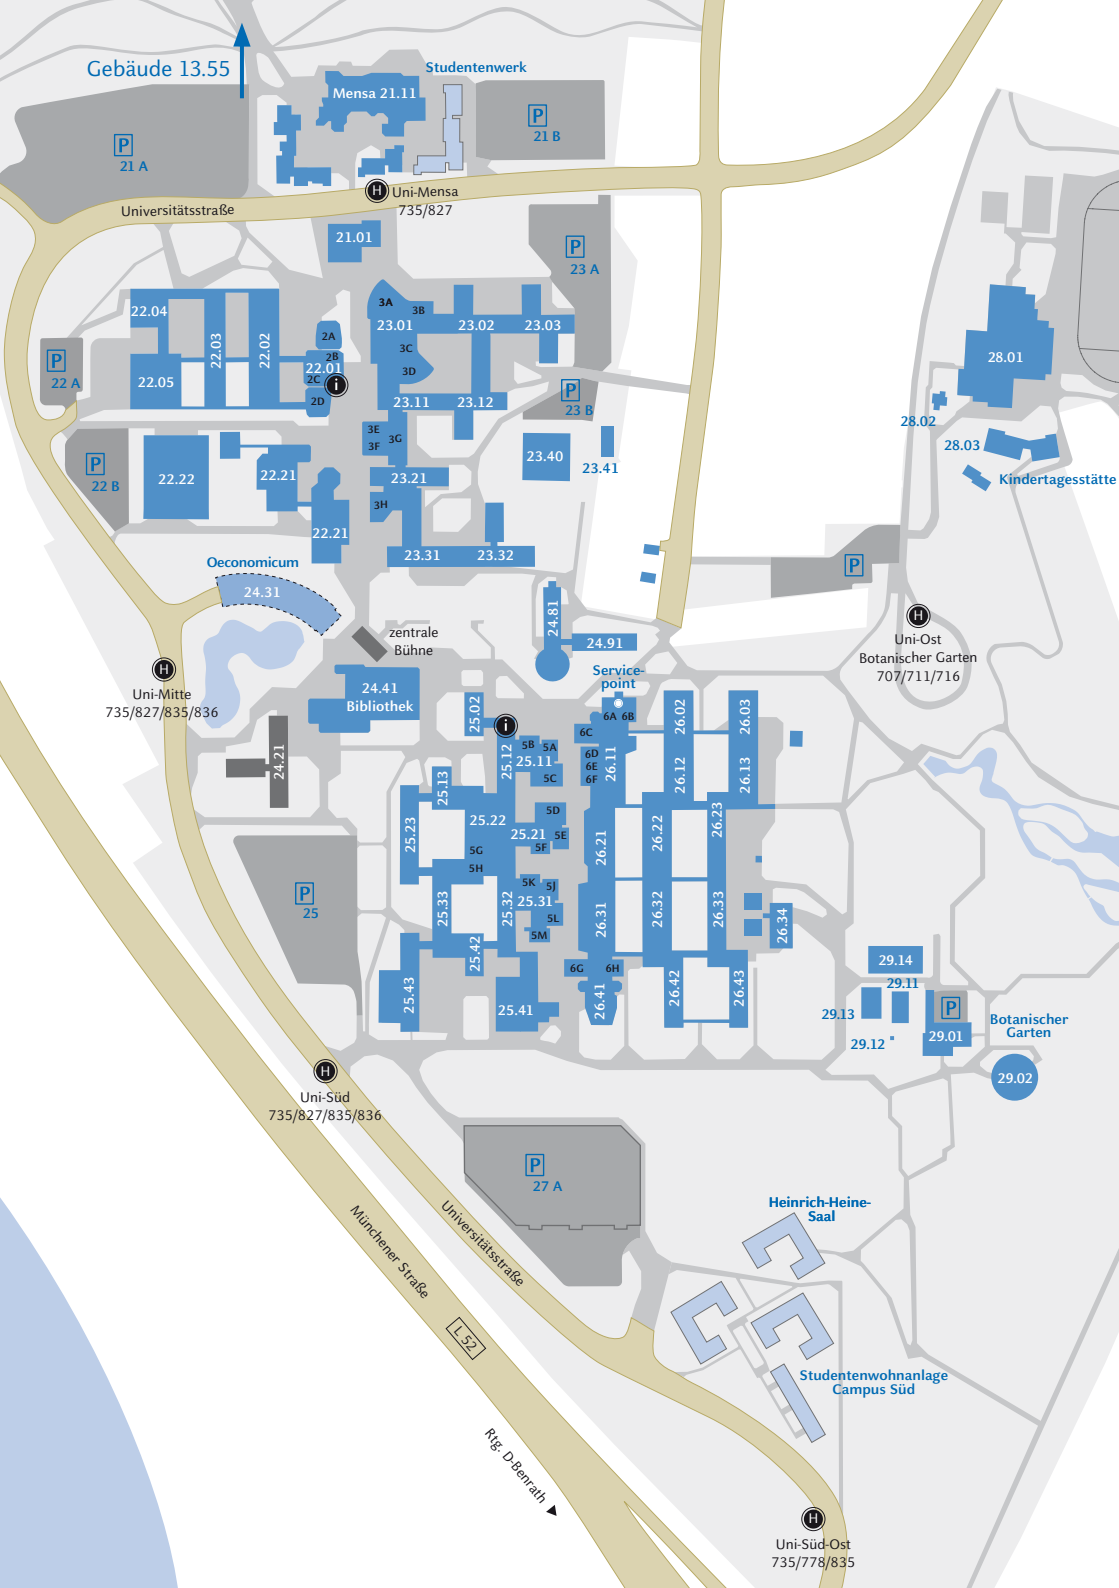 Gebäude 13.55
Studentenwerk
Mensa 21.11
P
21 A
P
21 B
H
Uni-Mensa
735/827
Universitätsstraße
21.01
P
23 A
3A
3B
22.04
22.03
22.02
23.01
23.02
23.03
2A
2B
22.01
2C
i
2D
3C
3D
28.01
P
22 A
22.05
23.11
23.12
P
23 B
28.02
3E
3F
3G
28.03
P
22 B
22.22
22.21
23.21
23.40
23.41
Kindertagesstätte
3H
22.21
23.31
23.32
Oeconomicum
24.31
P
24.81
H
Uni-Ost
Botanischer Garten
707/711/716
zentrale
Bühne
24.91
Service-
point
H
Uni-Mitte
735/827/835/836
24.41
Bibliothek
25.02
i
6A
6B
6C
26.02
26.03
24.21
25.12
5B
5A
25.11
5C
6D
6E
6F
26.11
26.12
26.13
25.13
25.23
25.22
5D
25.21
5E
5F
26.21
26.22
26.23
5G
5H
P
25
25.33
25.32
5K
5J
25.31
5L
5M
26.31
26.32
26.33
26.34
25.42
25.43
25.41
6G
6H
26.41
26.42
26.43
29.14
29.11
29.13
P
29.12
29.01
Botanischer
Garten
29.02
H
Uni-Süd
735/827/835/836
P
27 A
Heinrich-Heine-
Saal
Münchener Straße
Universitätsstraße
L 52
Studentenwohnanlage
Campus Süd
Rtg. D-Benrath
H
Uni-Süd-Ost
735/778/835